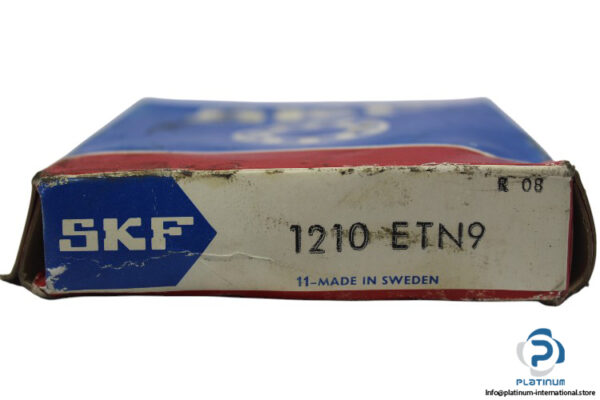 SKF
R 08
1210 ETN9
11-MADE IN SWEDEN
PLATINUM
Info@platinum-international.store